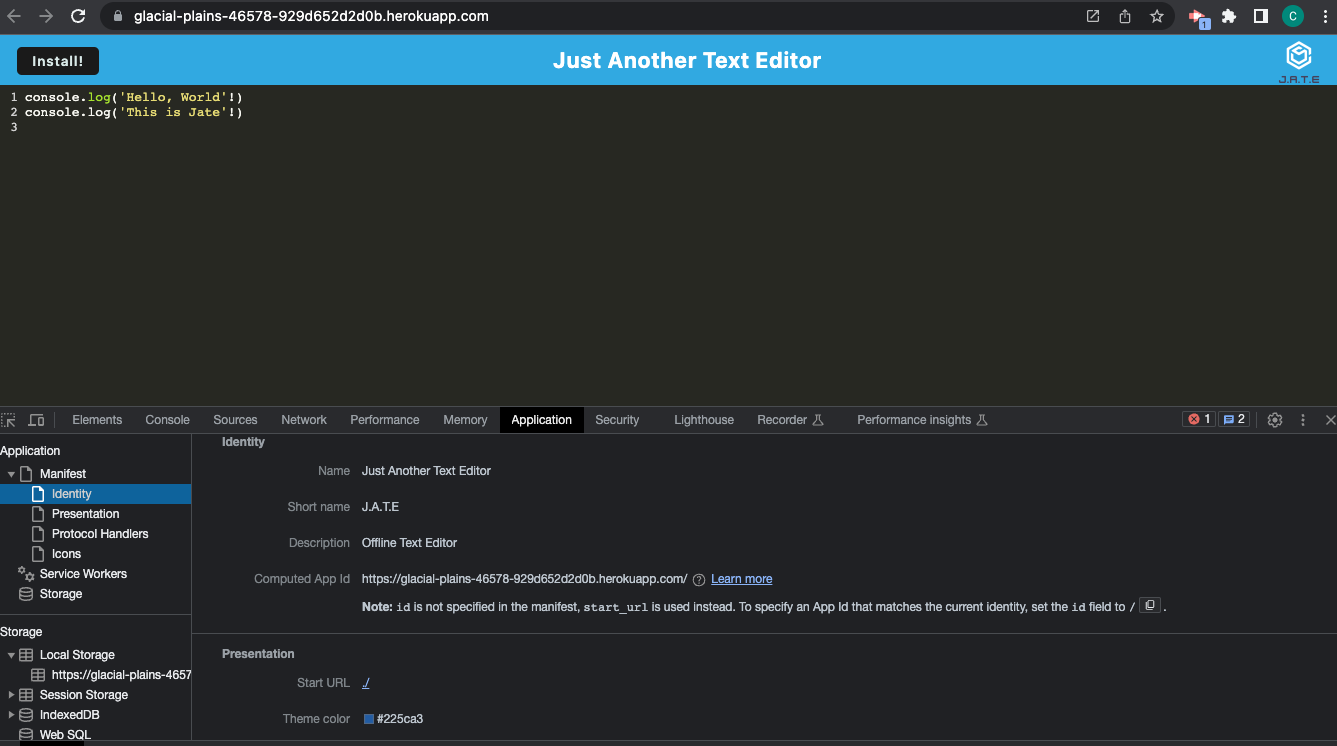 glacial-plains-46578-929d652d2d0b.herokuapp.com
1
C
Install!
Just Another Text Editor
J.A.T.E
1 console.log('Hello, World'!)
2 console.log('This is Jate'!)
3
Elements Console Sources Network Performance Memory Application Security Lighthouse Recorder Performance insights 1 2
Application
Manifest
Identity
Presentation
Protocol Handlers
Icons
Service Workers
Storage
Storage
Local Storage
https://glacial-plains-4657
Session Storage
IndexedDB
Web SQL
Identity
Name Just Another Text Editor
Short name J.A.T.E
Description Offline Text Editor
Computed App Id https://glacial-plains-46578-929d652d2d0b.herokuapp.com/ ? Learn more
Note: id is not specified in the manifest, start_url is used instead. To specify an App Id that matches the current identity, set the id field to / .
Presentation
Start URL ./
Theme color #225ca3